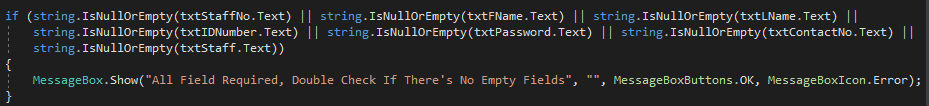 if (string.IsNullOrEmpty(txtStaffNo.Text) || string.IsNullOrEmpty(txtFName.Text) || string.IsNullOrEmpty(txtLName.Text) ||
string.IsNullOrEmpty(txtIDNumber.Text) || string.IsNullOrEmpty(txtPassword.Text) || string.IsNullOrEmpty(txtContactNo.Text) ||
string.IsNullOrEmpty(txtStaff.Text))
{
MessageBox.Show("All Field Required, Double Check If There's No Empty Fields", "", MessageBoxButtons.OK, MessageBoxIcon.Error);
}